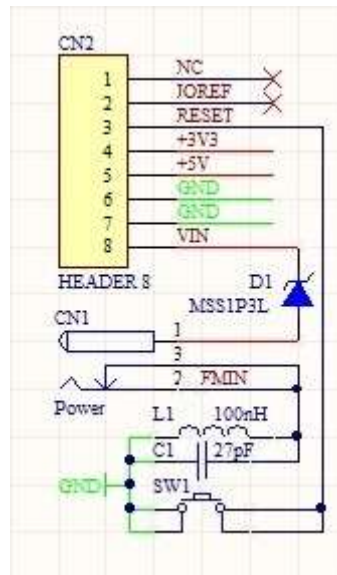 CN2
1 NC
2 IOREF
3 RESET
4 +3V3
5 +5V
6 GND
7 GND
8 VIN
HEADER 8
D1
MSS1P3L
CN1
1
3
2 FMIN
Power
L1 100nH
C1 27pF
GND
SW1